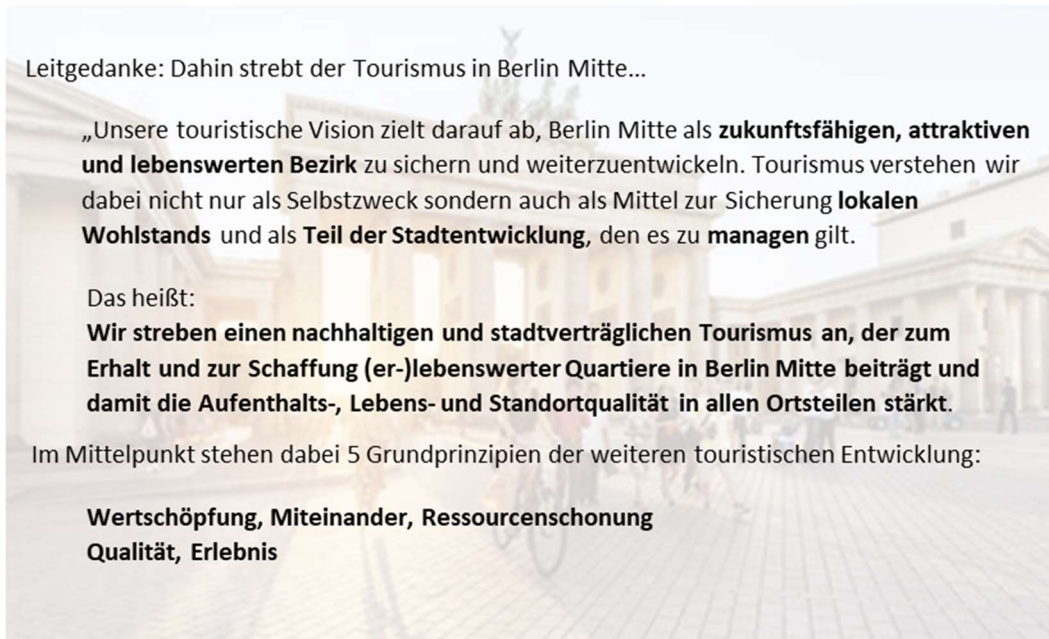 Leitgedanke: Dahin strebt der Tourismus in Berlin Mitte...
„Unsere touristische Vision zielt darauf ab, Berlin Mitte als zukunftsfähigen, attraktiven
und lebenswerten Bezirk zu sichern und weiterzuentwickeln. Tourismus verstehen wir
dabei nicht nur als Selbstzweck sondern auch als Mittel zur Sicherung lokalen
Wohlstands und als Teil der Stadtentwicklung, den es zu managen gilt.
Das heißt:
Wir streben einen nachhaltigen und stadtverträglichen Tourismus an, der zum
Erhalt und zur Schaffung (er-)lebenswerter Quartiere in Berlin Mitte beiträgt und
damit die Aufenthalts-, Lebens- und Standortqualität in allen Ortsteilen stärkt.
Im Mittelpunkt stehen dabei 5 Grundprinzipien der weiteren touristischen Entwicklung:
Wertschöpfung, Miteinander, Ressourcenschonung
Qualität, Erlebnis